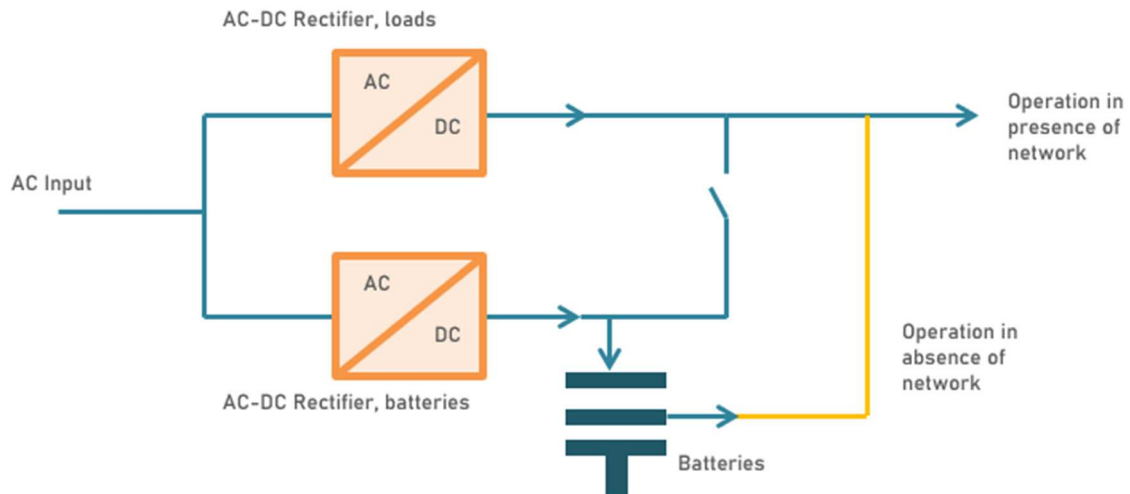 AC-DC Rectifier, loads
AC
DC
Operation in
presence of
network
AC Input
AC
DC
Operation in
absence of
network
AC-DC Rectifier, batteries
Batteries